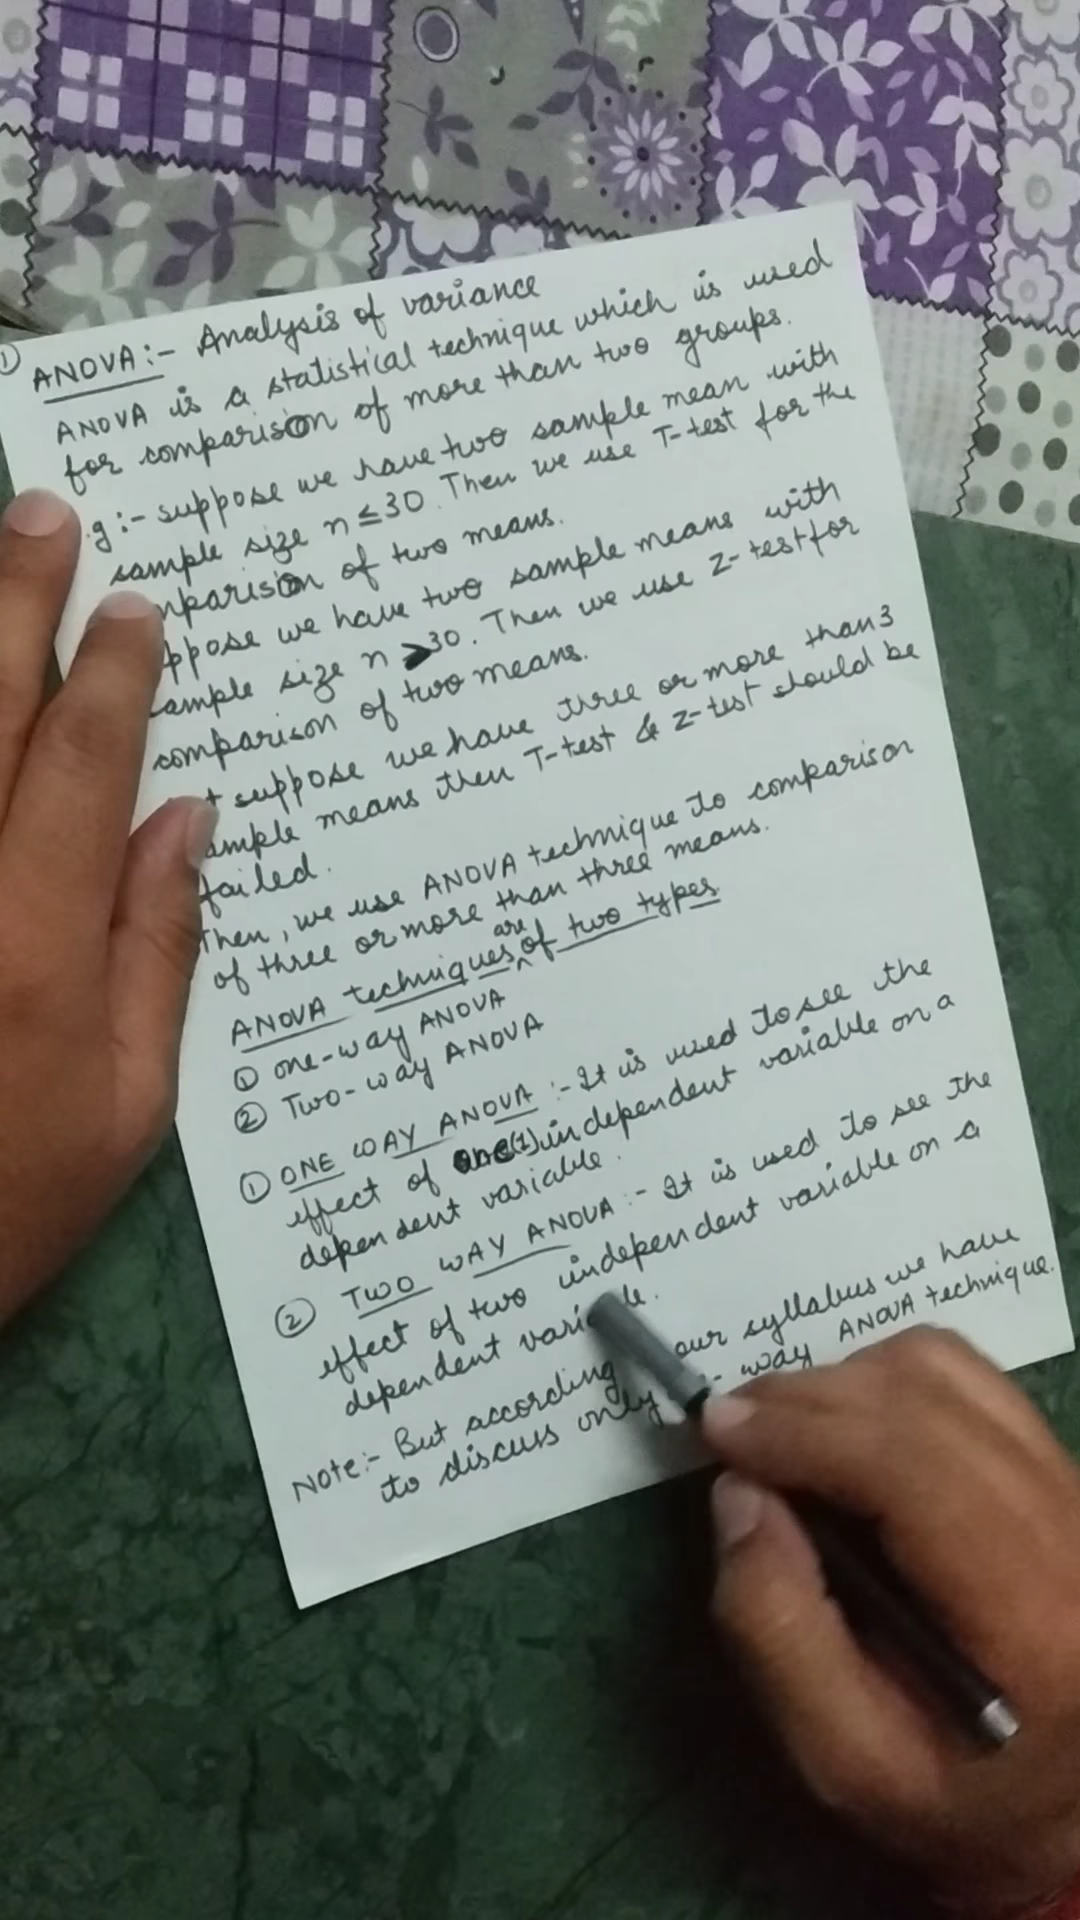 ① ANOVA :- Analysis of variance
ANOVA is a statistical technique which is used
for comparision of more than two groups.
.g :- suppose we have two sample mean with
sample size n ≤ 30. Then we use T-test for the
mparision of two means.
ppose we have two sample means with
ample size n > 30. Then we use Z-test for
comparison of two means.
t suppose we have three or more than 3
ample means then T-test & Z-test should be
failed.
Then, we use ANOVA technique to comparison
of three or more than three means.
ANOVA techniques are of two types
① one-way ANOVA
② Two-way ANOVA
① ONE WAY ANOVA :- It is used to see the
effect of one(1) independent variable on a
dependent variable.
② TWO WAY ANOVA :- It is used to see the
effect of two independent variable on a
dependent vari le.
Note:- But according our syllabus we have
to discuss only - way ANOVA technique.